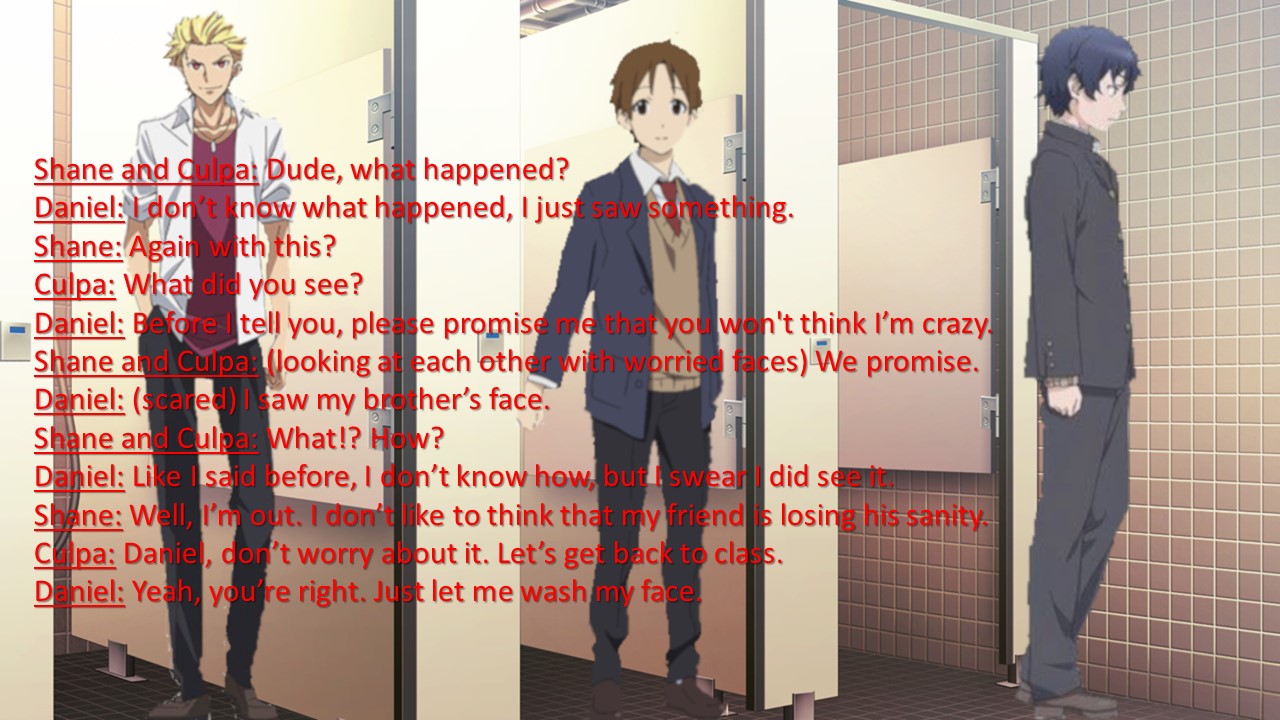 Shane and Culpa: Dude, what happened?
Daniel: I don’t know what happened, I just saw something.
Shane: Again with this?
Culpa: What did you see?
Daniel: Before I tell you, please promise me that you won't think I’m crazy.
Shane and Culpa: (looking at each other with worried faces) We promise.
Daniel: (scared) I saw my brother’s face.
Shane and Culpa: What!? How?
Daniel: Like I said before, I don’t know how, but I swear I did see it.
Shane: Well, I’m out. I don’t like to think that my friend is losing his sanity.
Culpa: Daniel, don’t worry about it. Let’s get back to class.
Daniel: Yeah, you’re right. Just let me wash my face.